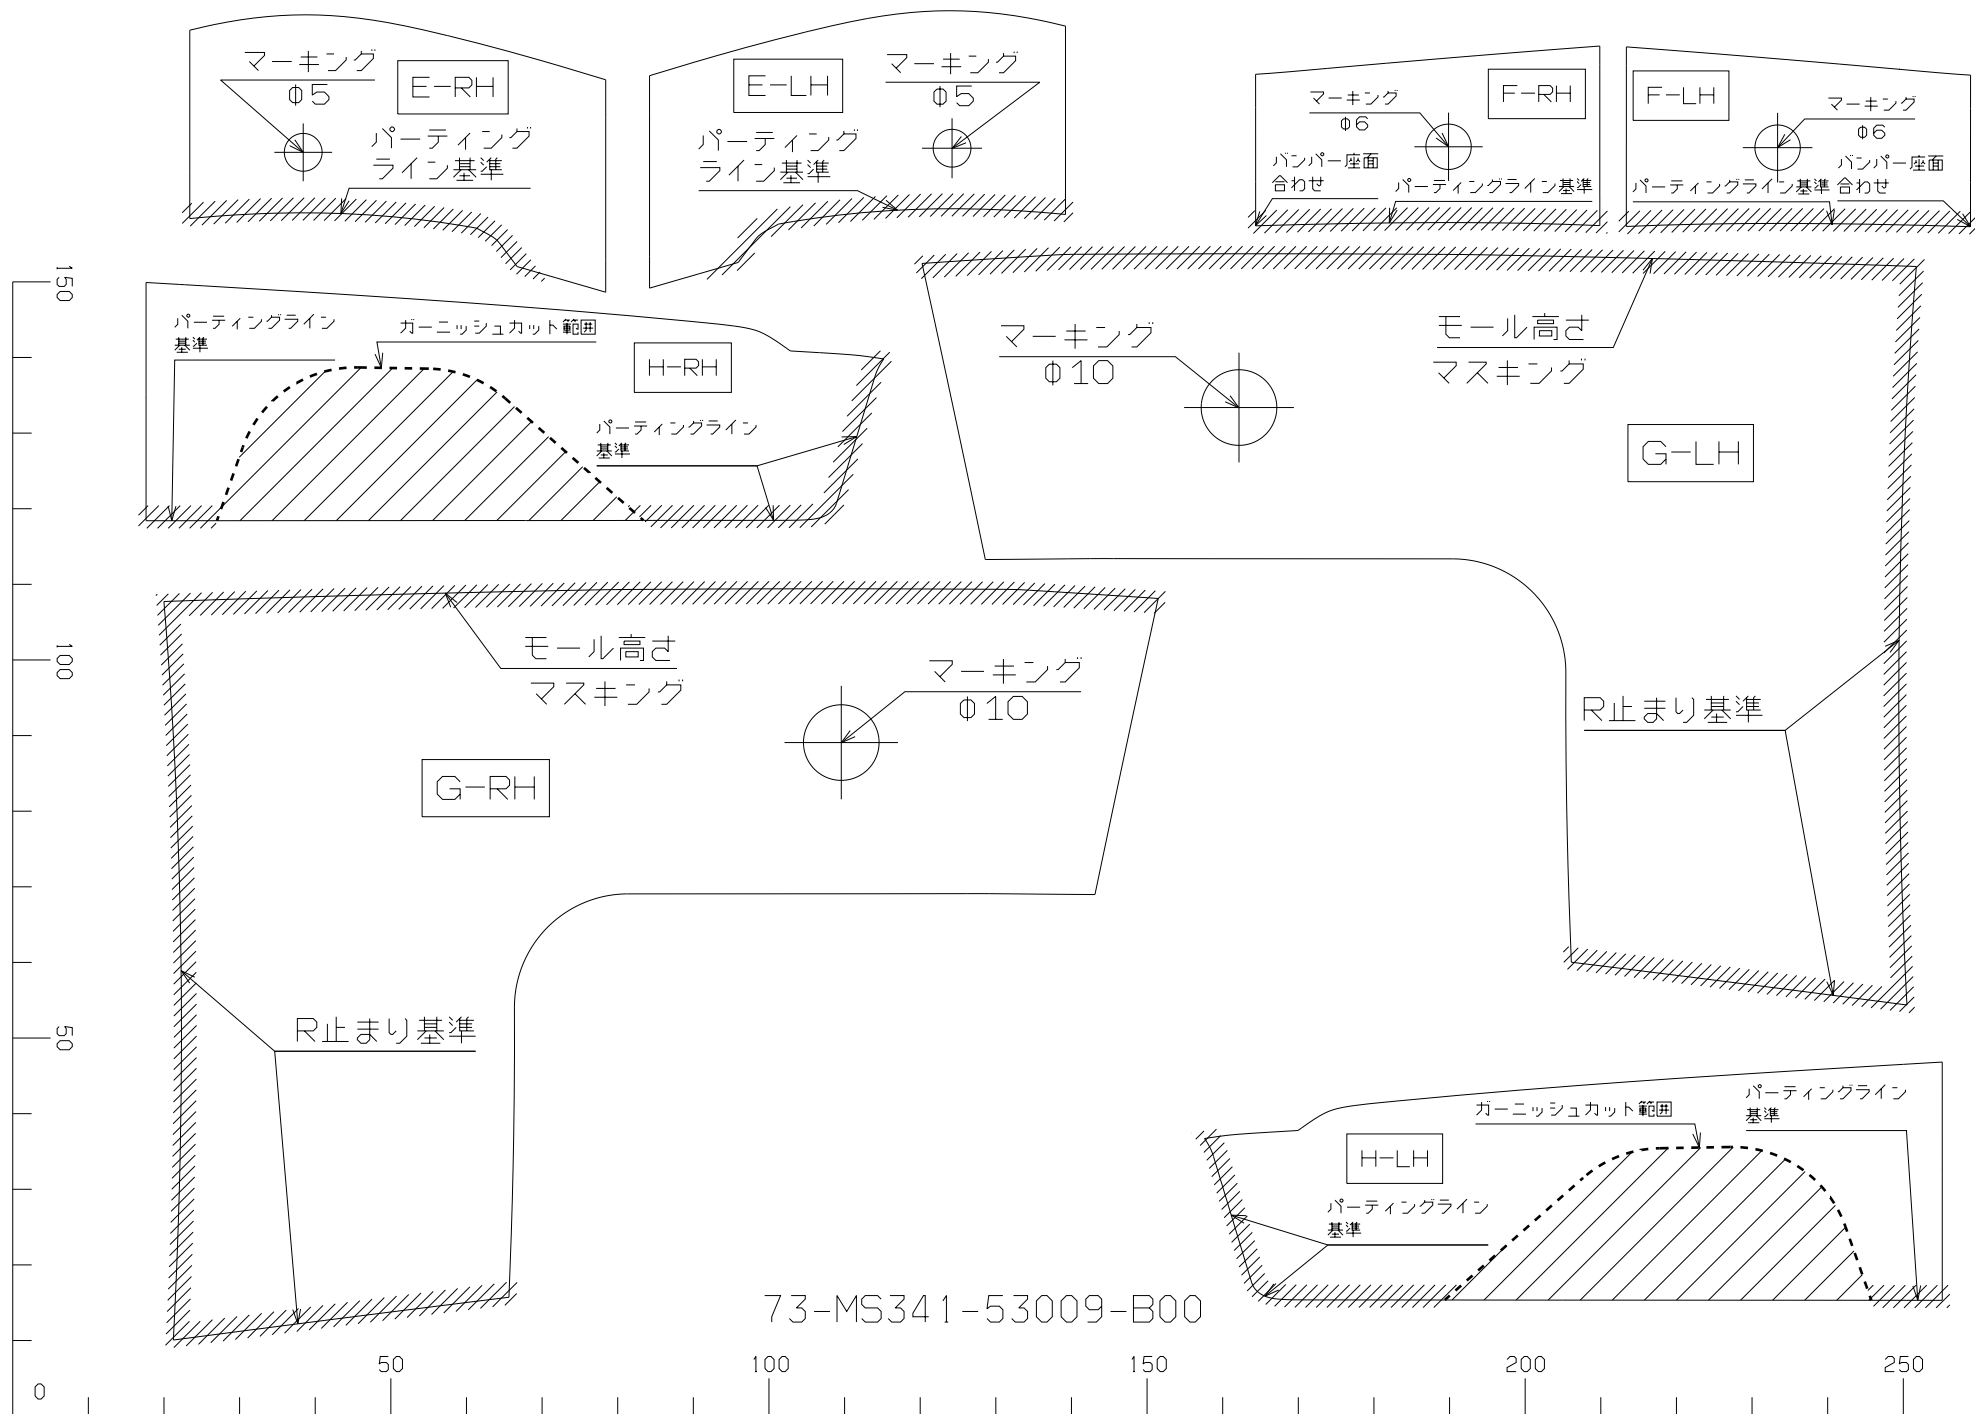 マーキング
Φ5
E-RH
パーティング
ライン基準
E-LH
マーキング
Φ5
パーティング
ライン基準
マーキング
Φ6
F-RH
バンパー座面
合わせ
パーティングライン基準
F-LH
マーキング
Φ6
バンパー座面
合わせ
パーティングライン基準
150
パーティングライン
基準
ガーニッシュカット範囲
H-RH
パーティングライン
基準
マーキング
Φ10
モール高さ
マスキング
G-LH
R止まり基準
100
モール高さ
マスキング
マーキング
Φ10
G-RH
R止まり基準
50
ガーニッシュカット範囲
パーティングライン
基準
H-LH
パーティングライン
基準
73-MS341-53009-B00
0
50
100
150
200
250